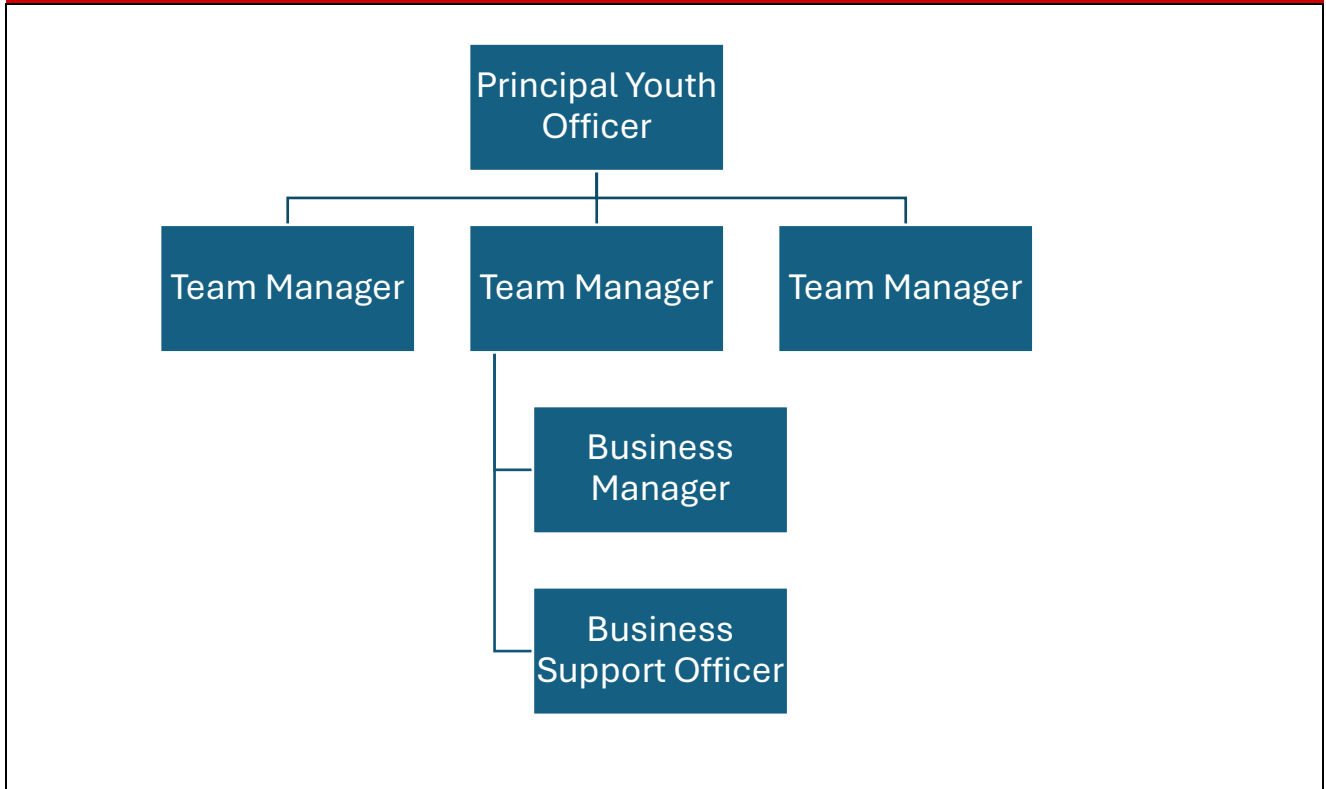 Principal Youth
Officer
Team Manager
Team Manager
Team Manager
Business
Manager
Business
Support Officer